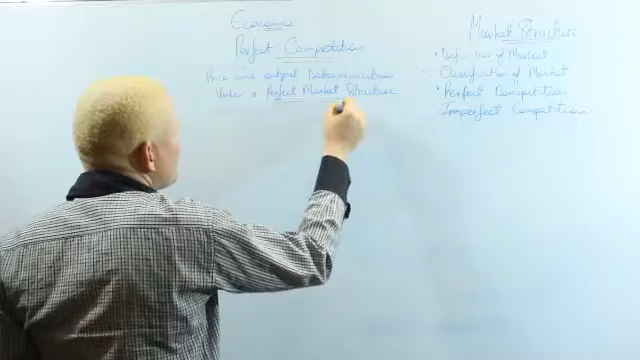 Economics
Perfect Competition
Price and output Determination
Under a Perfect Market Structure
Market Structure
• Definition of Market
• Classification of Market
• Perfect Competition
• Imperfect Competition